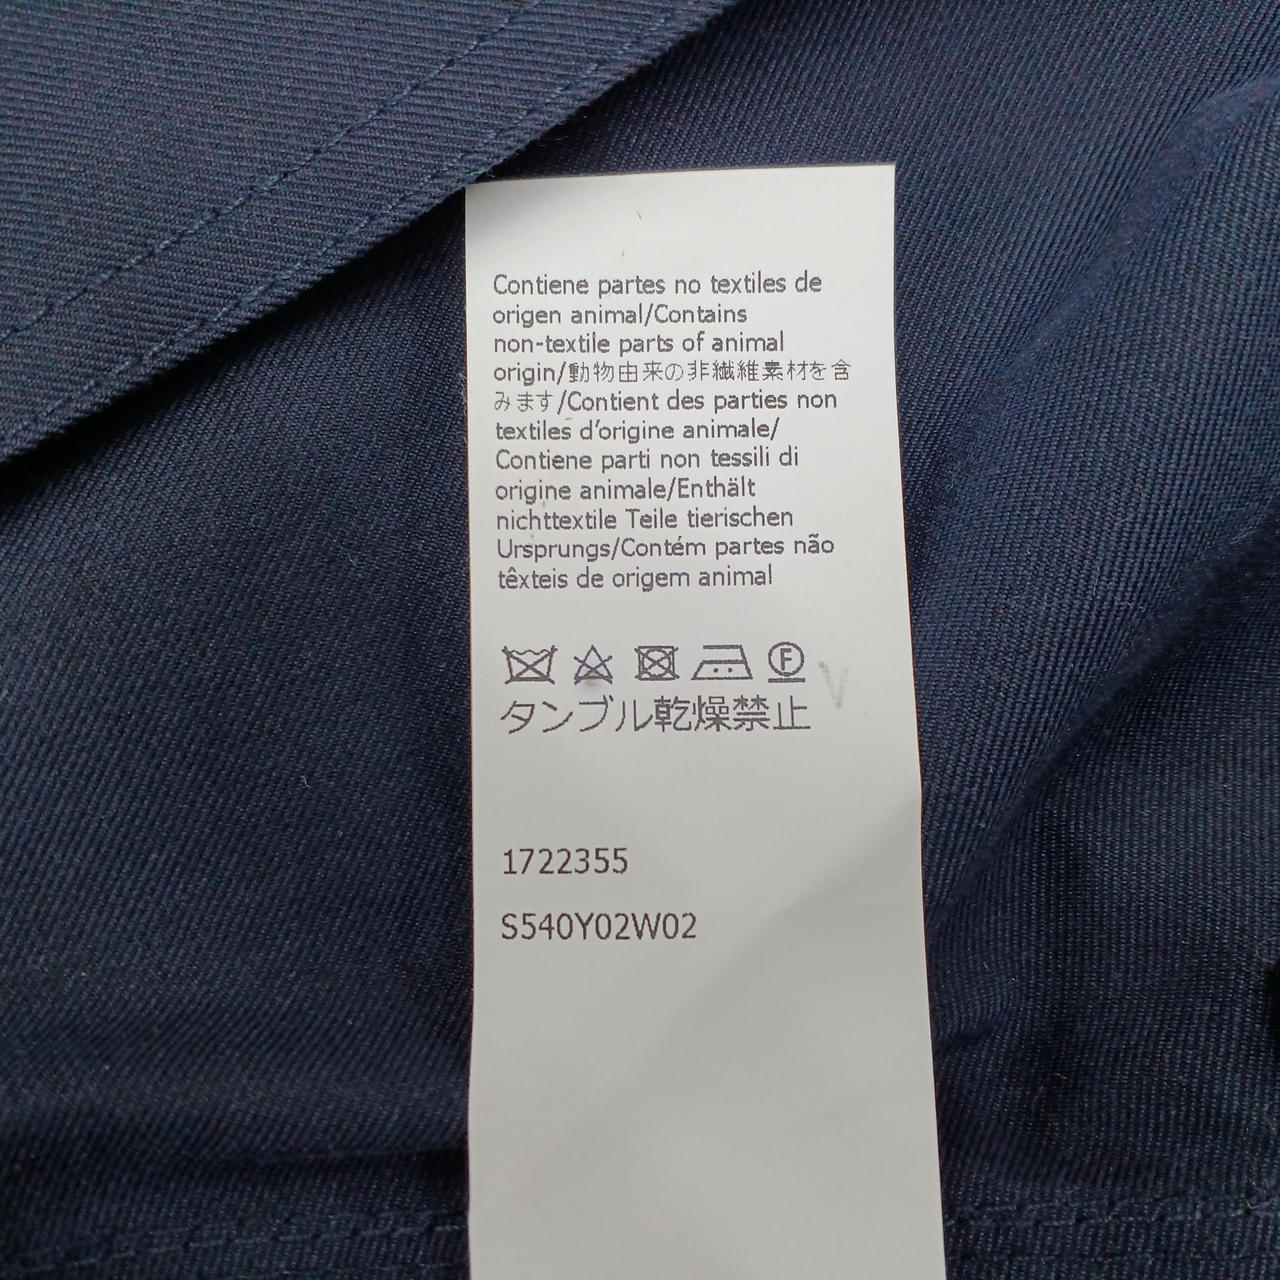 Contiene partes no textiles de
origen animal/Contains
non-textile parts of animal
origin/動物由来の非繊維素材を含
みます/Contient des parties non
textiles d’origine animale/
Contiene parti non tessili di
origine animale/Enthält
nichttextile Teile tierischen
Ursprungs/Contém partes não
têxteis de origem animal
F
タンブル乾燥禁止
1722355
S540Y02W02